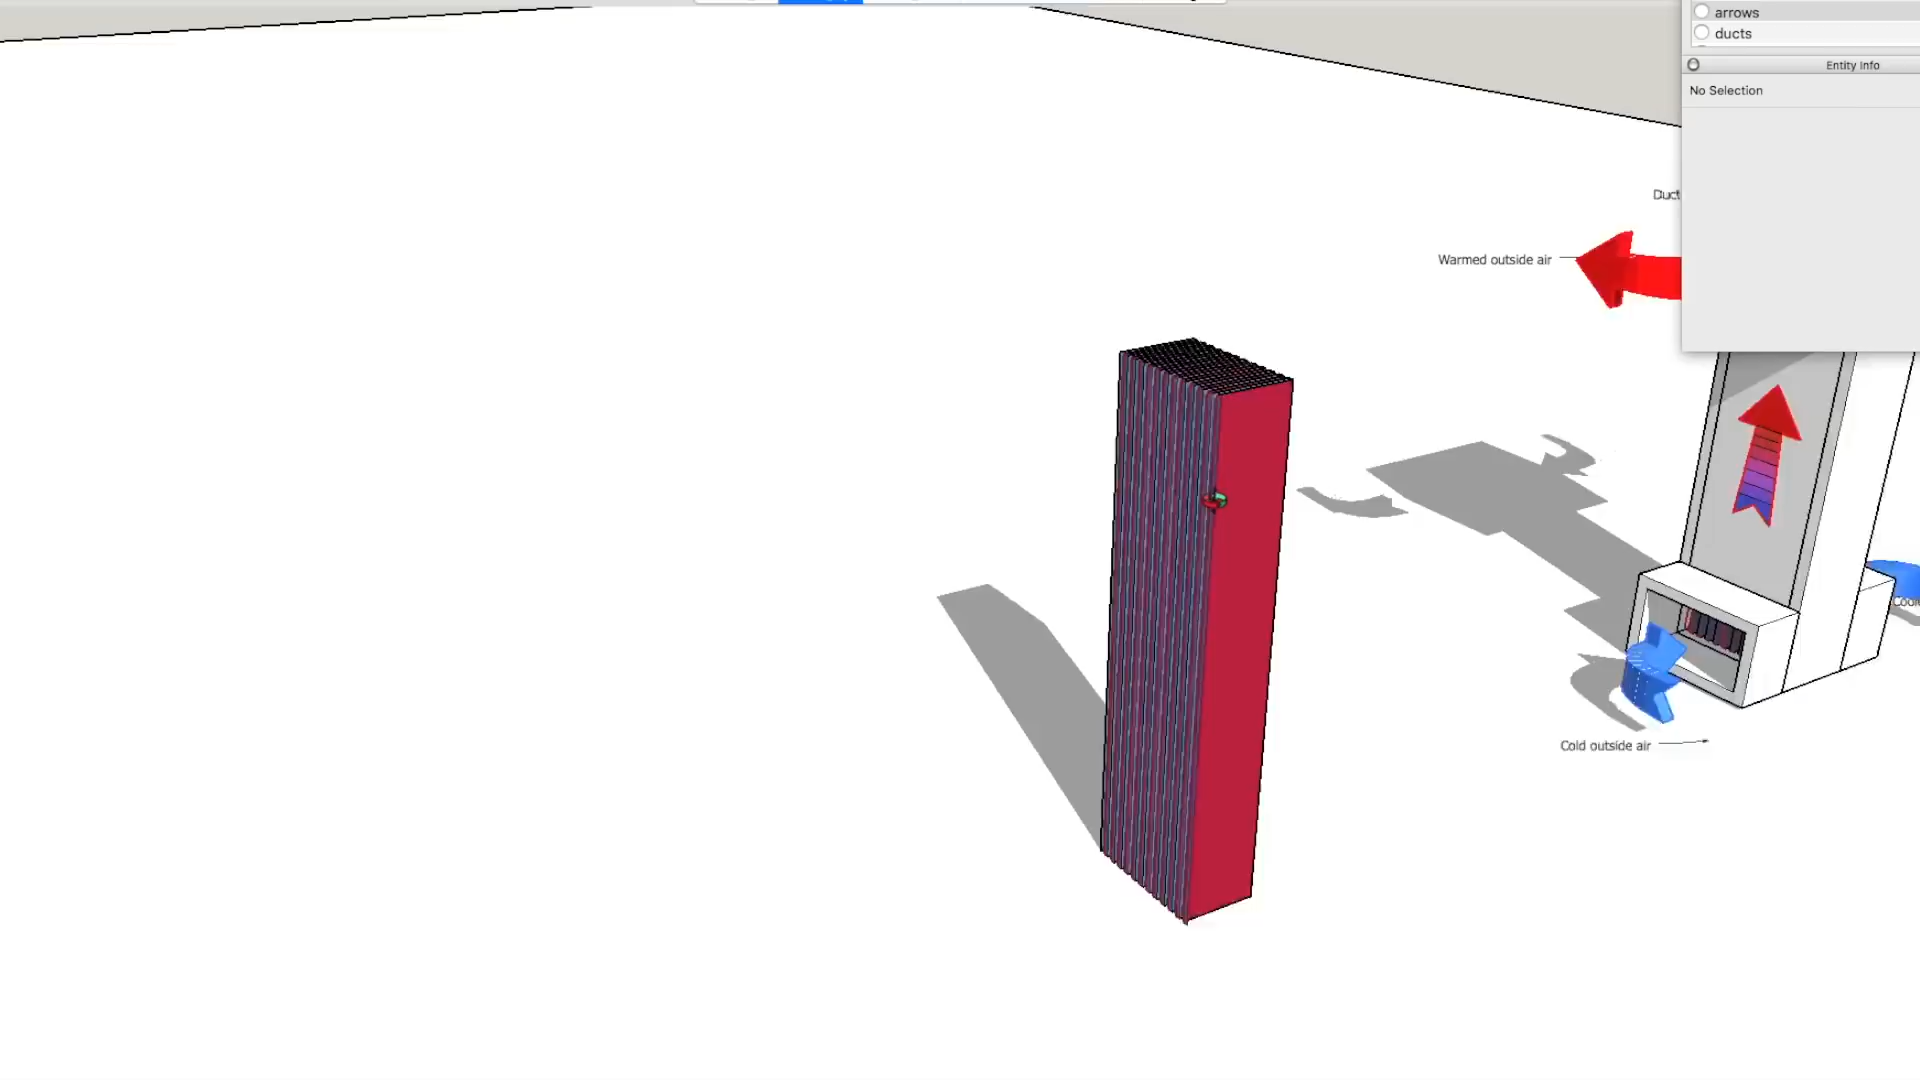 arrows
ducts
Entity Info
No Selection
Duct
Warmed outside air
Cold outside air